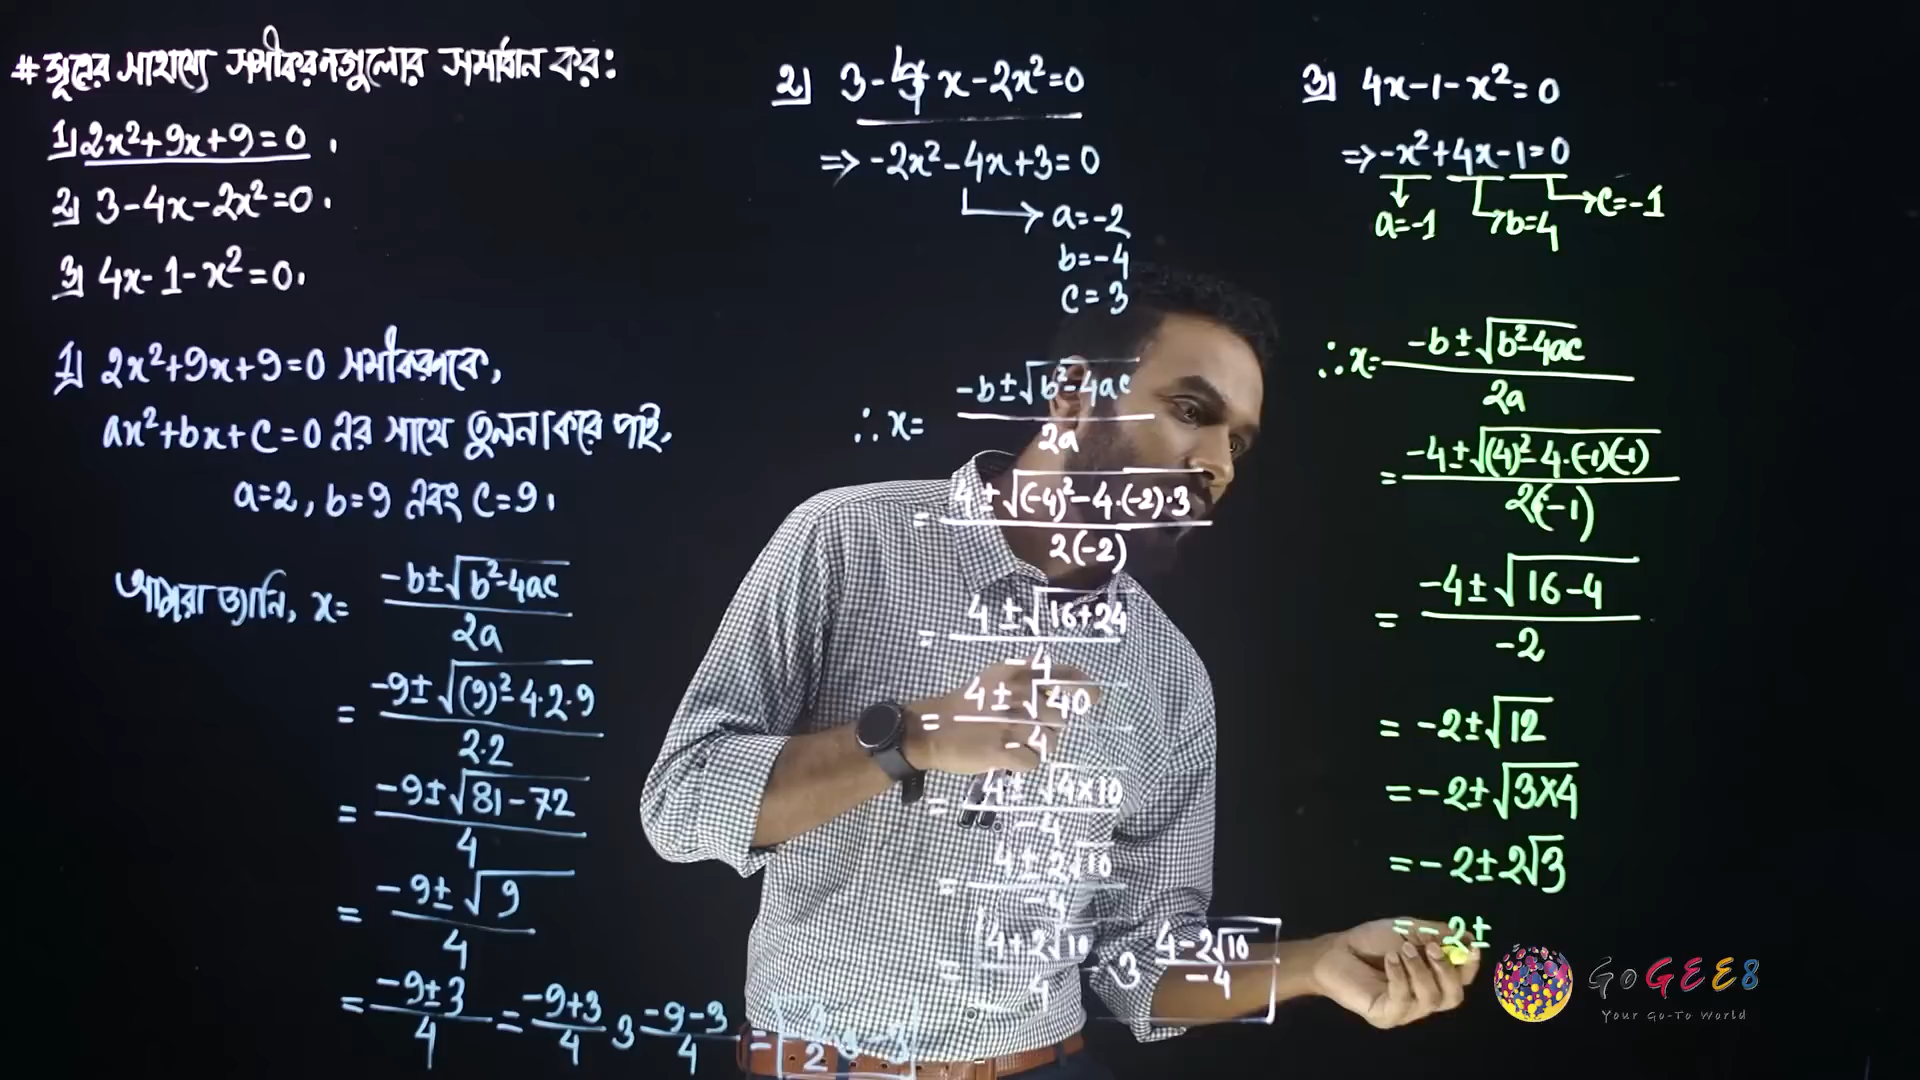 # সূত্রের সাহায্যে সমীকরনগুলোর সমাধান কর:
১) 2x²+9x+9=0.
২) 3-4x-2x²=0.
৩) 4x-1-x²=0.
১) 2x²+9x+9=0 সমীকরণকে,
ax²+bx+c=0 এর সাথে তুলনা করে পাই,
a=2, b=9 এবং c=9.
আমরা জানি, x= (-b±√(b²-4ac))/2a
= (-9±√((9)²-4·2·9))/2·2
= (-9±√(81-72))/4
= (-9±√9)/4
= (-9±3)/4 = (-9+3)/4 ও (-9-3)/4
২) 3-4x-2x²=0
=> -2x²-4x+3=0
a=-2
b=-4
c=3
∴ x= (-b±√(b²-4ac))/2a
= (4±√((-4)²-4·(-2)·3))/2(-2)
= (4±√(16+24))/-4
= (4±√40)/-4
= (4±√(4×10))/-4
= (4±2√10)/-4
= (4+2√10)/-4 ও (4-2√10)/-4
৩) 4x-1-x²=0
=> -x²+4x-1=0
a=-1 b=4 c=-1
∴ x= (-b±√(b²-4ac))/2a
= (-4±√((4)²-4·(-1)(-1)))/2(-1)
= (-4±√(16-4))/-2
= -2±√12
= -2±√(3×4)
= -2±2√3
= -2±
GOGEE8
Your Go-To World